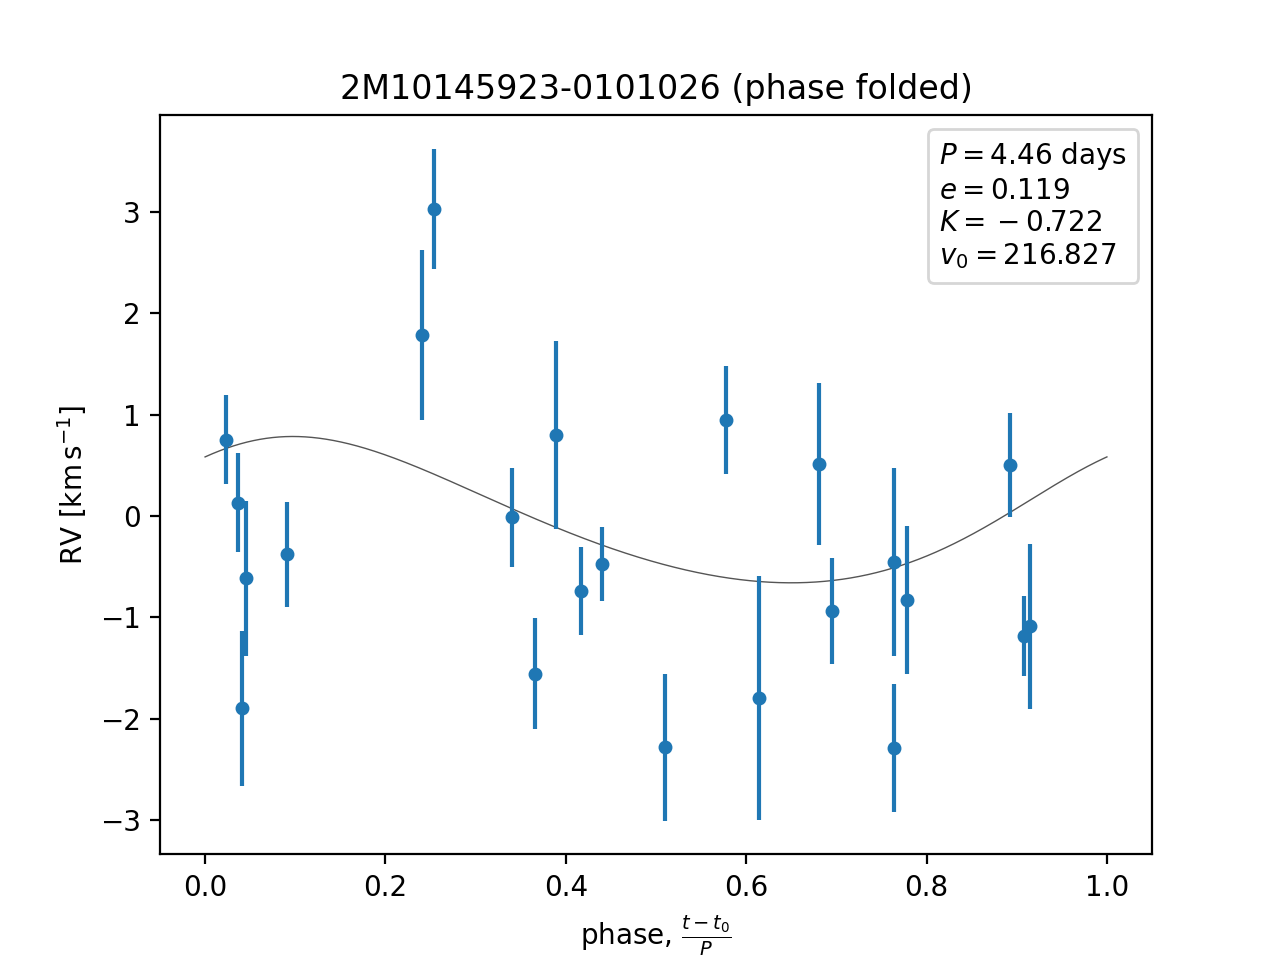 2M10145923-0101026 (phase folded)
P = 4.46 days
e = 0.119
K = −0.722
v₀ = 216.827
RV [km s⁻¹]
3
2
1
0
−1
−2
−3
0.0 0.2 0.4 0.6 0.8 1.0
phase, (t − t₀)/P